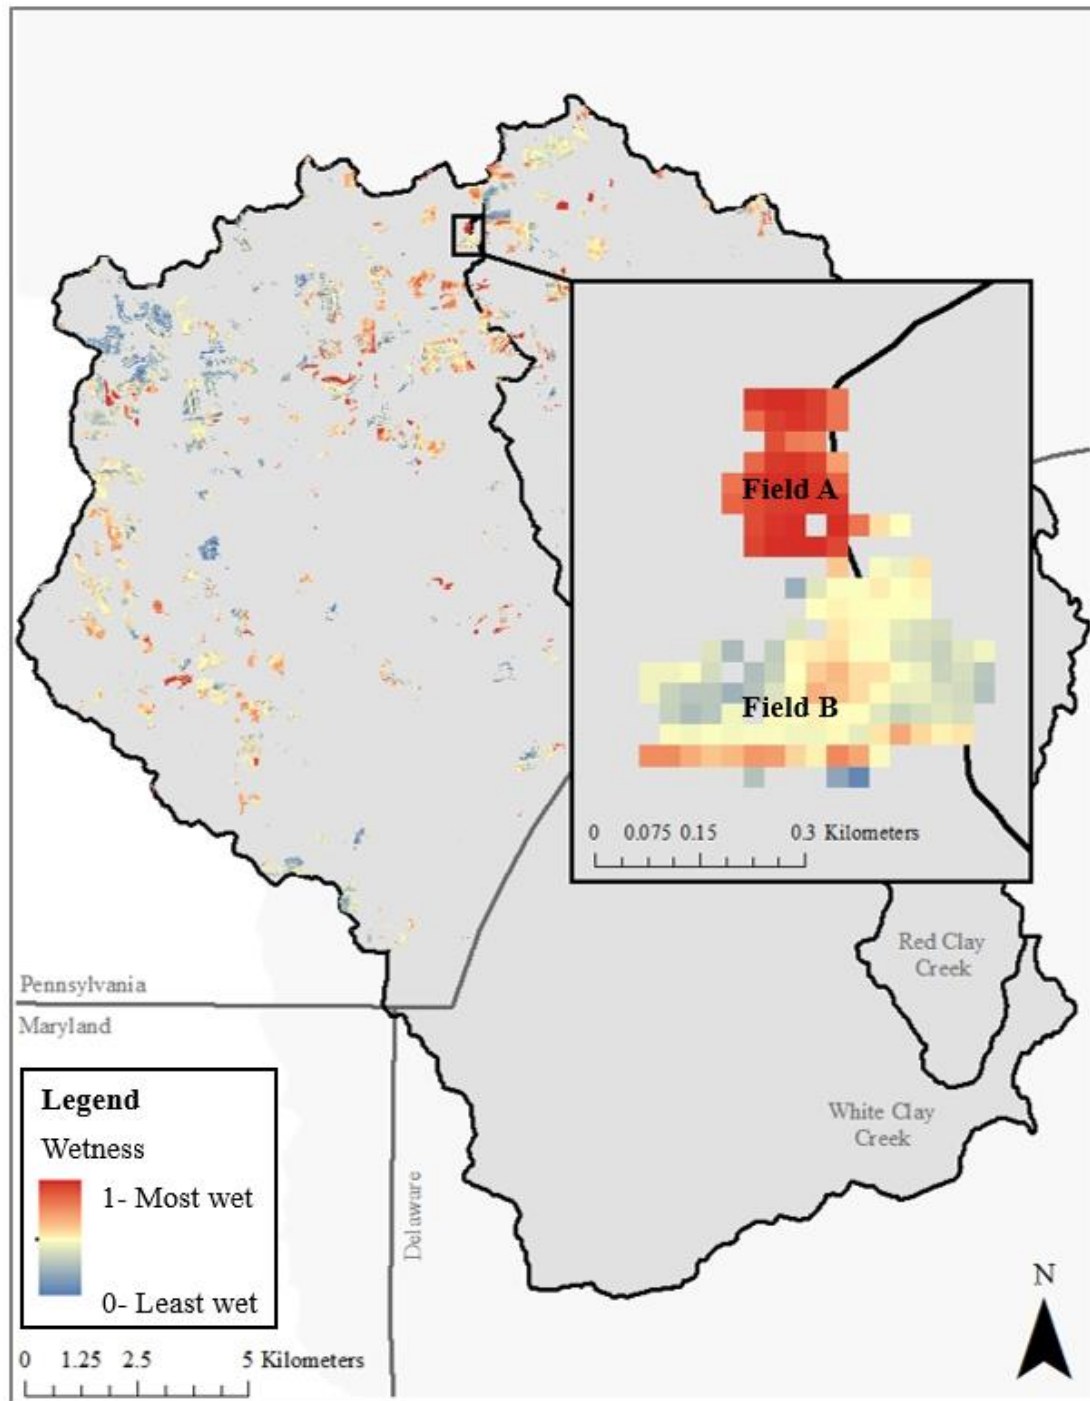 Field A
Field B
0 0.075 0.15 0.3 Kilometers
Red Clay
Creek
Pennsylvania
Maryland
White Clay
Creek
Delaware
Legend
Wetness
1- Most wet
0- Least wet
0 1.25 2.5 5 Kilometers
N